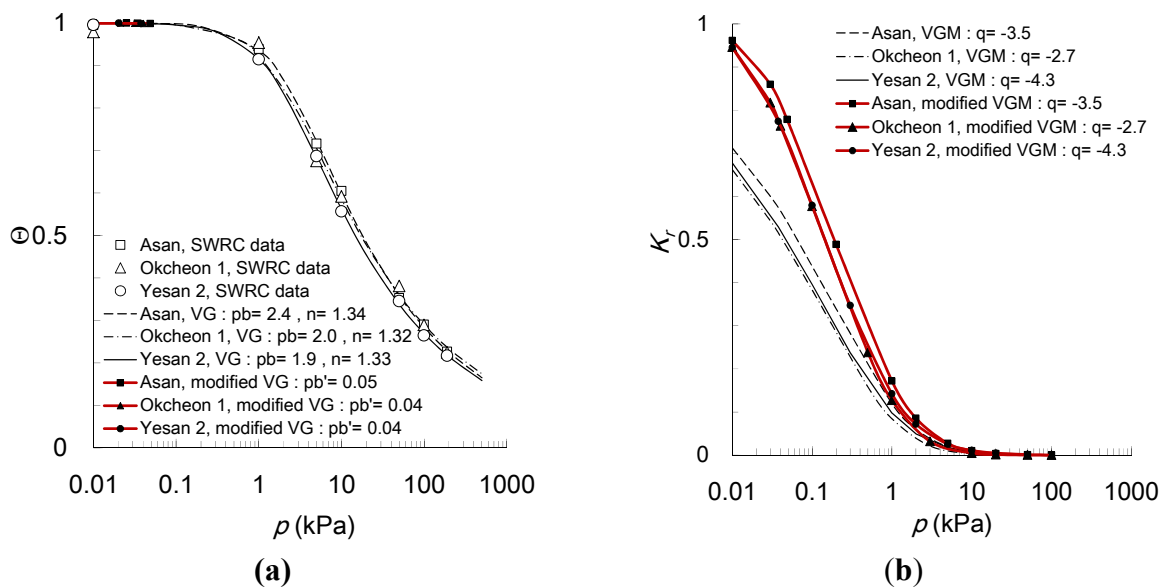 1
0.5
0
Θ
Asan, SWRC data
Okcheon 1, SWRC data
Yesan 2, SWRC data
Asan, VG : pb= 2.4 , n= 1.34
Okcheon 1, VG : pb= 2.0 , n= 1.32
Yesan 2, VG : pb= 1.9 , n= 1.33
Asan, modified VG : pb'= 0.05
Okcheon 1, modified VG : pb'= 0.04
Yesan 2, modified VG : pb'= 0.04
0.01 0.1 1 10 100 1000
p (kPa)
(a)
1
0.5
0
Kr
Asan, VGM : q= -3.5
Okcheon 1, VGM : q= -2.7
Yesan 2, VGM : q= -4.3
Asan, modified VGM : q= -3.5
Okcheon 1, modified VGM : q= -2.7
Yesan 2, modified VGM : q= -4.3
0.01 0.1 1 10 100 1000
p (kPa)
(b)